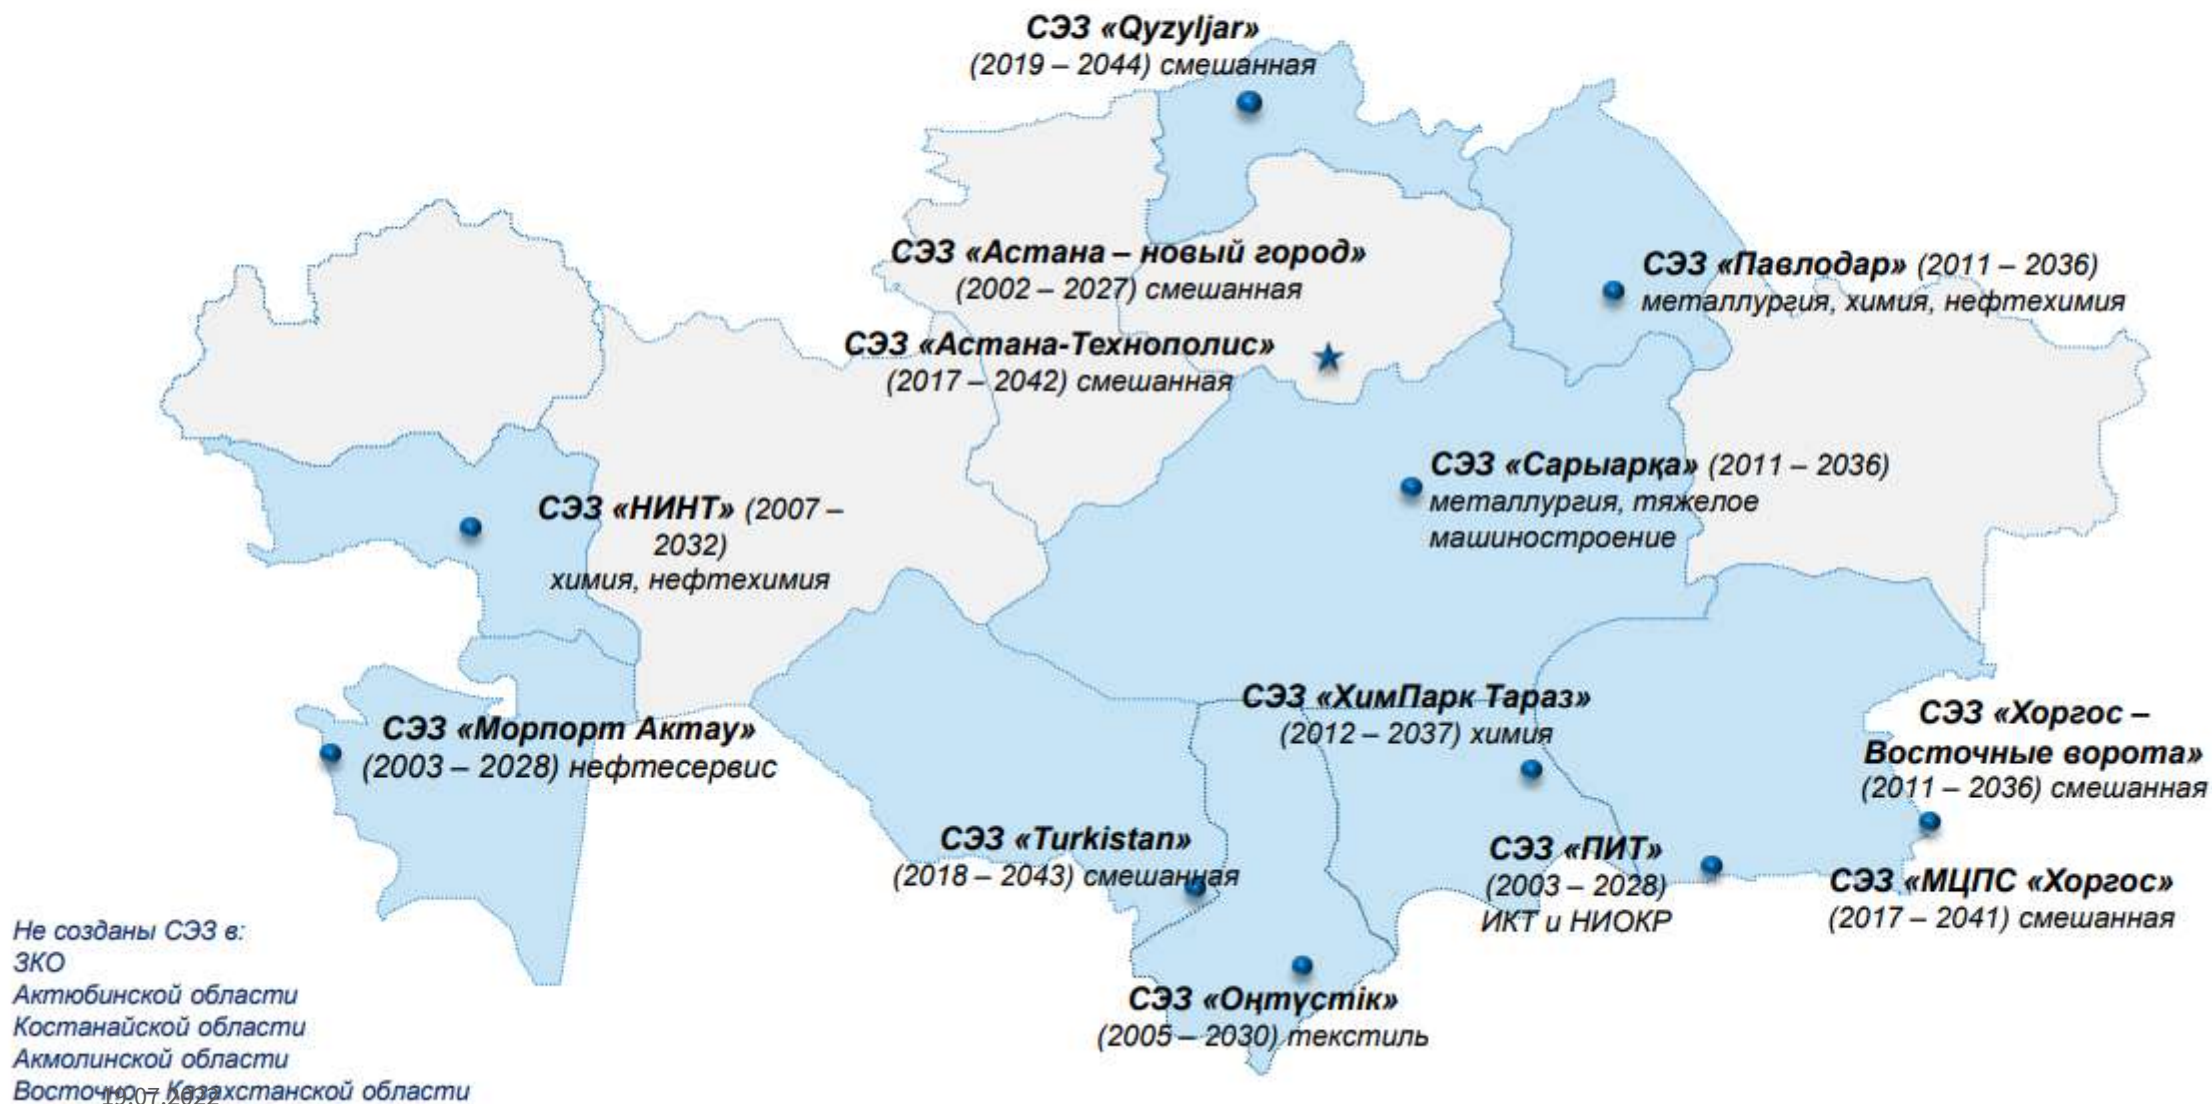 СЭЗ «Qyzyljar»
(2019 – 2044) смешанная
СЭЗ «Астана – новый город»
(2002 – 2027) смешанная
СЭЗ «Павлодар» (2011 – 2036)
металлургия, химия, нефтехимия
СЭЗ «Астана-Технополис»
(2017 – 2042) смешанная
СЭЗ «Сарыарқа» (2011 – 2036)
металлургия, тяжелое
машиностроение
СЭЗ «НИНТ» (2007 –
2032)
химия, нефтехимия
СЭЗ «ХимПарк Тараз»
(2012 – 2037) химия
СЭЗ «Хоргос –
Восточные ворота»
(2011 – 2036) смешанная
СЭЗ «Морпорт Актау»
(2003 – 2028) нефтесервис
СЭЗ «Turkistan»
(2018 – 2043) смешанная
СЭЗ «ПИТ»
(2003 – 2028)
ИКТ и НИОКР
СЭЗ «МЦПС «Хоргос»
(2017 – 2041) смешанная
СЭЗ «Оңтүстік»
(2005 – 2030) текстиль
Не созданы СЭЗ в:
ЗКО
Актюбинской области
Костанайской области
Акмолинской области
Восточно - Казахстанской области
19.07.2022